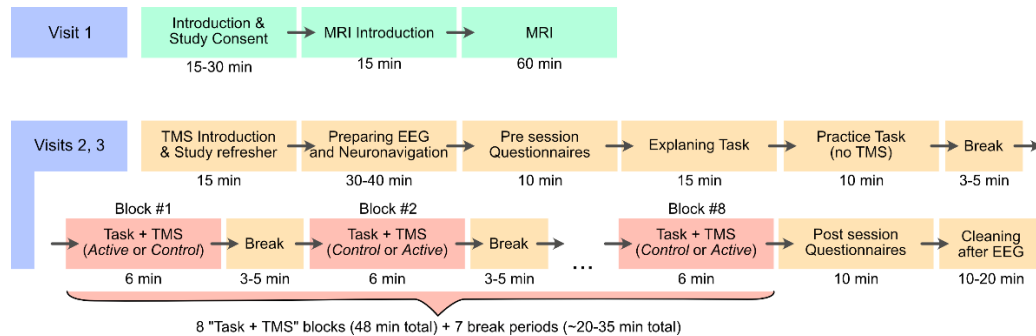 Visit 1
Introduction &
Study Consent
MRI Introduction
MRI
15-30 min
15 min
60 min
Visits 2, 3
TMS Introduction
& Study refresher
Preparing EEG
and Neuronavigation
Pre session
Questionnaires
Explaning Task
Practice Task
(no TMS)
Break
15 min
30-40 min
10 min
15 min
10 min
3-5 min
Block #1
Block #2
Block #8
Task + TMS
(Active or Control)
Break
Task + TMS
(Control or Active)
Break
...
Task + TMS
(Control or Active)
Post session
Questionnaires
Cleaning
after EEG
6 min
3-5 min
6 min
3-5 min
6 min
10 min
10-20 min
8 "Task + TMS" blocks (48 min total) + 7 break periods (~20-35 min total)